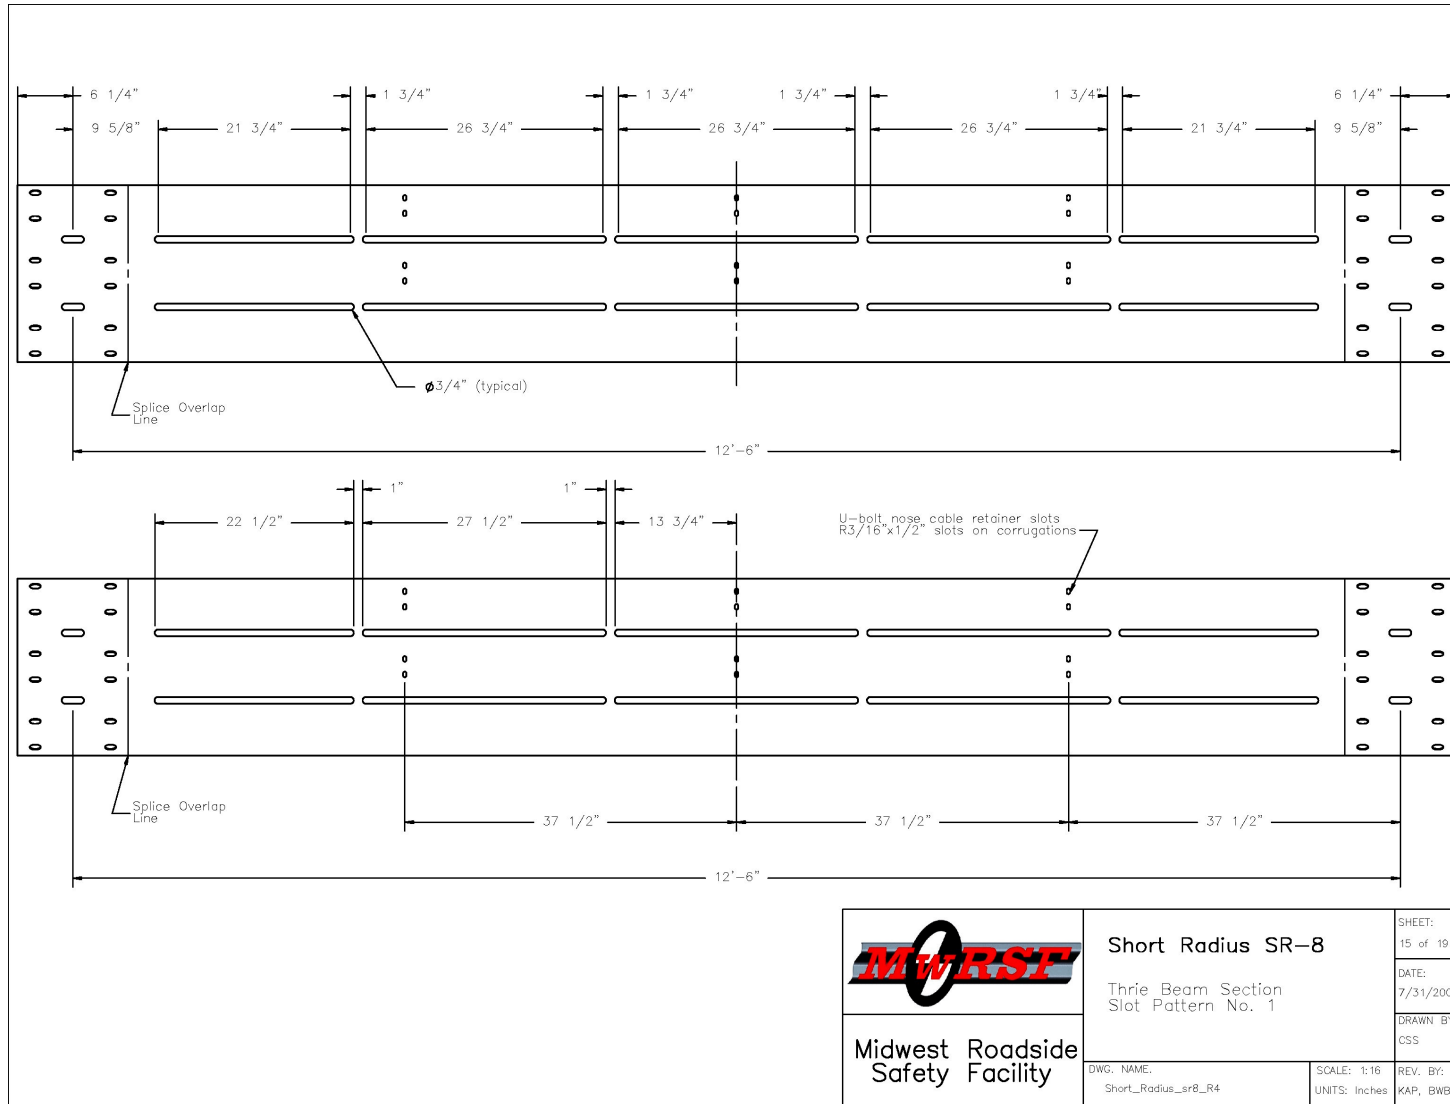 6 1/4" 1 3/4" 1 3/4" 1 3/4" 1 3/4" 6 1/4"
9 5/8" 21 3/4" 26 3/4" 26 3/4" 26 3/4" 21 3/4" 9 5/8"
ø3/4" (typical)
Splice Overlap
Line
12'-6"
1" 1"
22 1/2" 27 1/2" 13 3/4"
U-bolt nose cable retainer slots
R3/16"x1/2" slots on corrugations
Splice Overlap
Line
37 1/2" 37 1/2" 37 1/2"
12'-6"
MwRSF
Midwest Roadside
Safety Facility
Short Radius SR-8
Thrie Beam Section
Slot Pattern No. 1
DWG. NAME.
Short_Radius_sr8_R4
SCALE: 1:16
UNITS: Inches
SHEET:
15 of 19
DATE:
7/31/200
DRAWN BY
CSS
REV. BY:
KAP, BWB